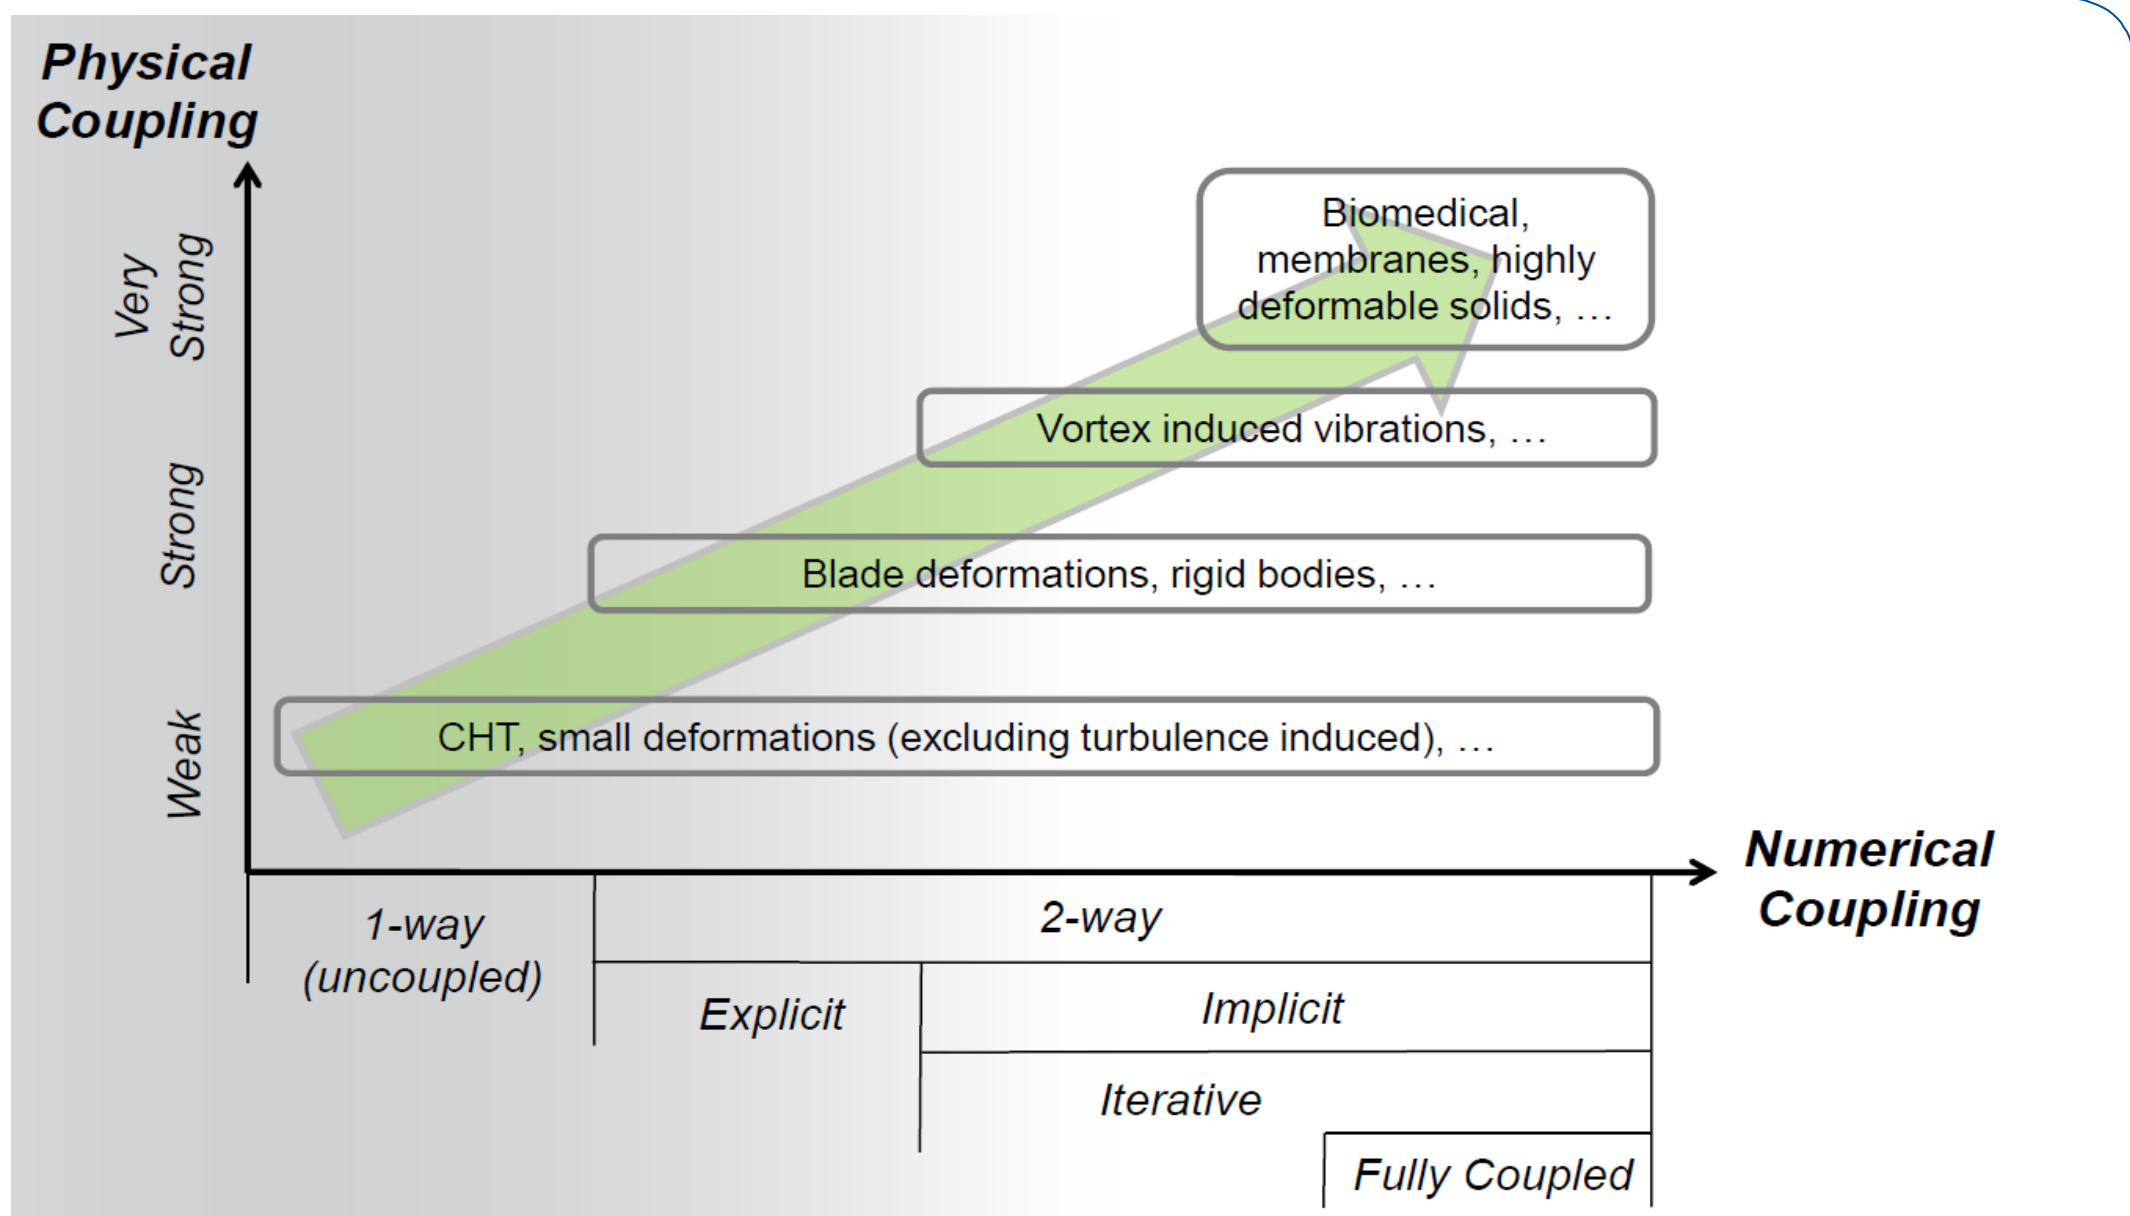 Physical
Coupling
Very
Strong
Strong
Weak
Biomedical,
membranes, highly
deformable solids, …
Vortex induced vibrations, …
Blade deformations, rigid bodies, …
CHT, small deformations (excluding turbulence induced), …
Numerical
Coupling
1-way
(uncoupled)
2-way
Explicit
Implicit
Iterative
Fully Coupled